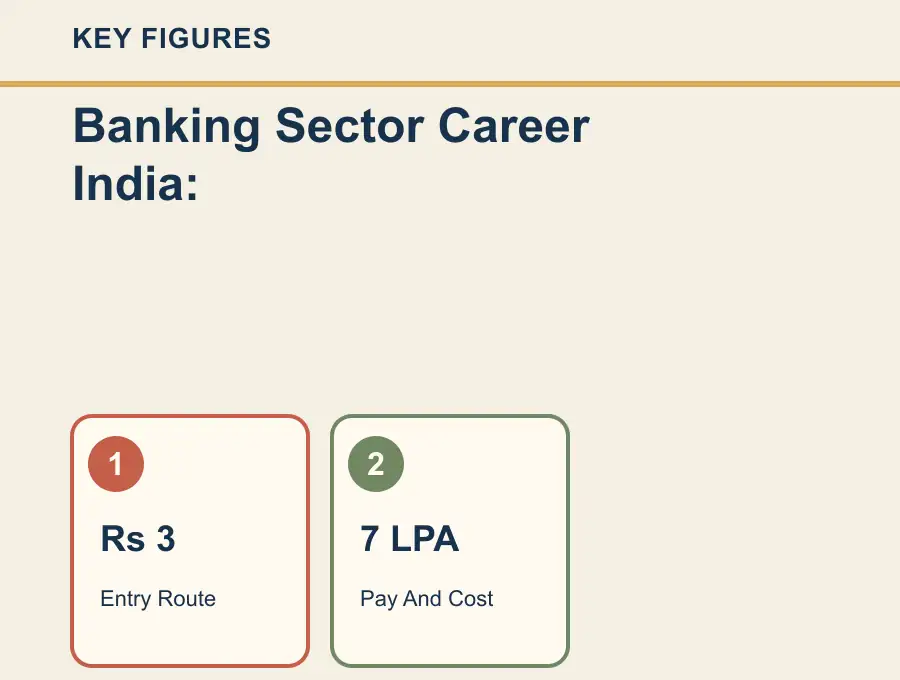 KEY FIGURES
Banking Sector Career
India:
1
Rs 3
Entry Route
2
7 LPA
Pay And Cost